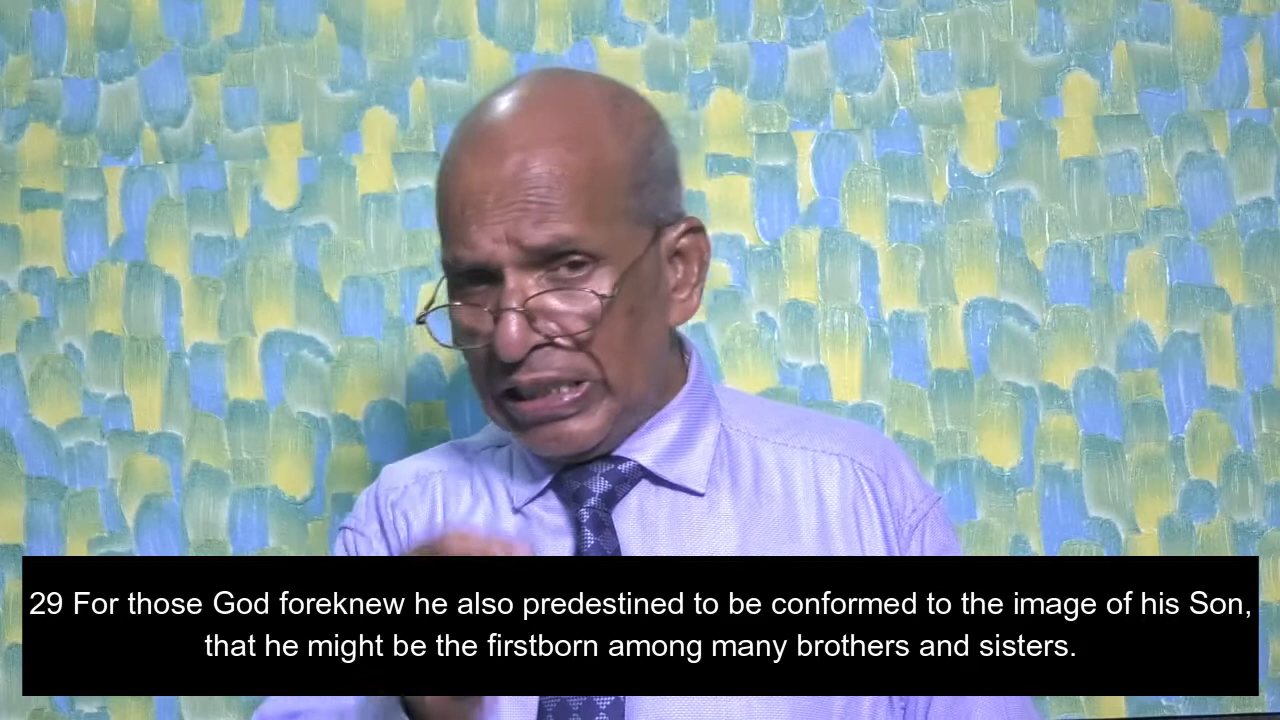 29 For those God foreknew he also predestined to be conformed to the image of his Son,
that he might be the firstborn among many brothers and sisters.